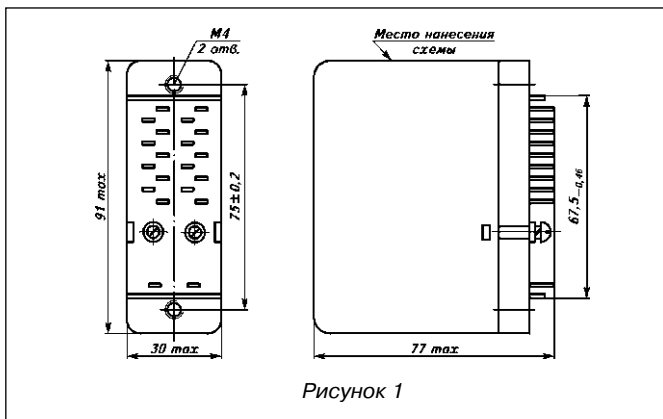 M4
2 отв.
Место нанесения
схемы
91 max
75±0,2
67,5₋₀,₄₆
30 max
77 max
Рисунок 1